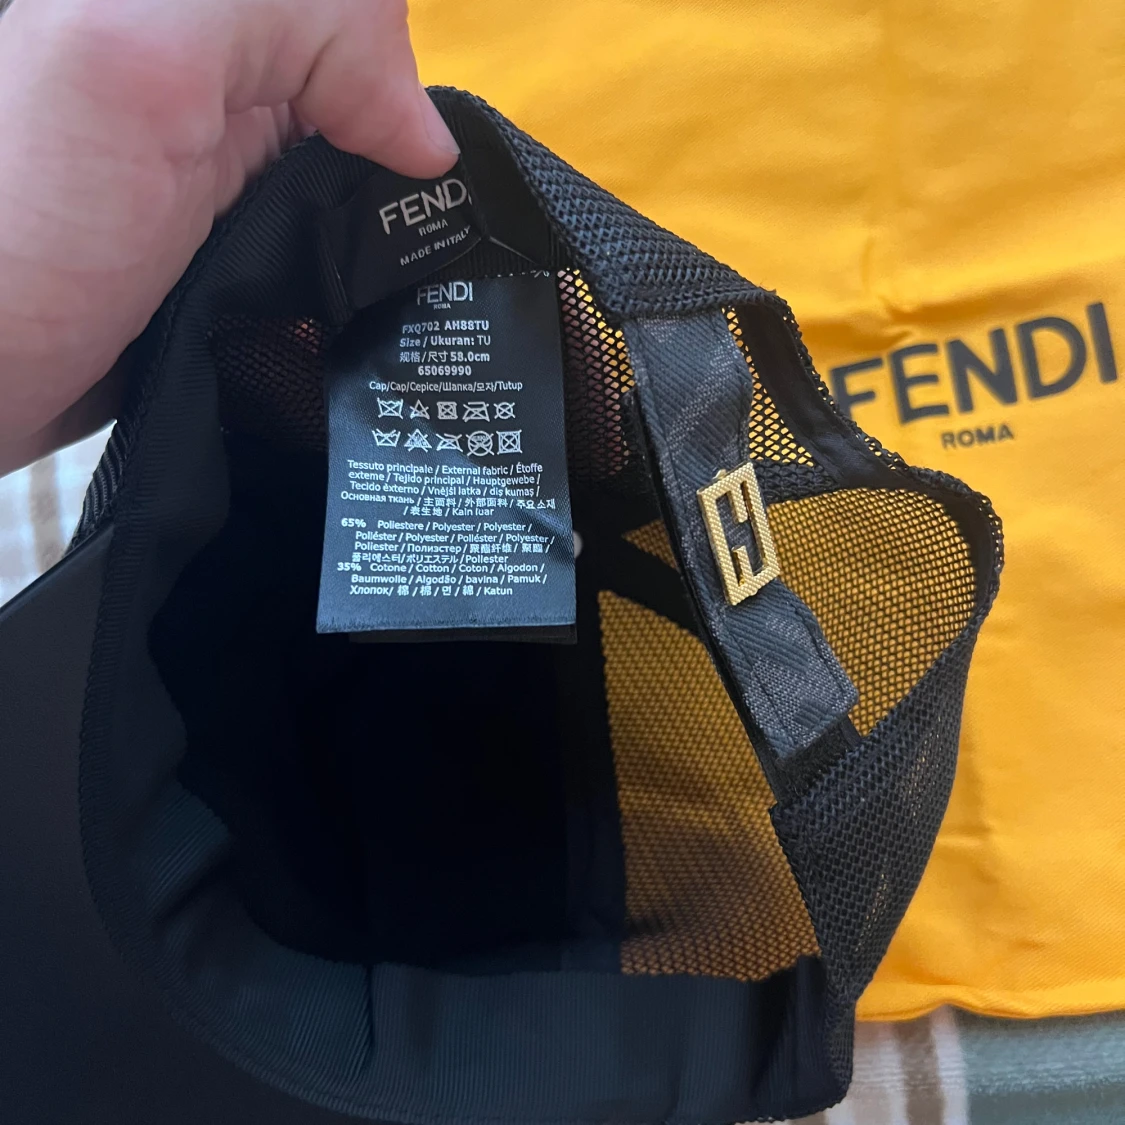 FEND
ROMA
MADE IN ITALY
FENDI
ROMA
FXQ702 AH88TU
Size / Ukuran: TU
规格/尺寸 58.0cm
65069990
Cap/Cap/Cepice/Шапка/모자/Tutup
Tessuto principale / External fabric / Étoffe
externe / Tejido principal / Hauptgewebe /
Tecido externo / Vnější latka / dış kumaş /
Основная ткань / 主面料 / 外部面料 / 주요 소재
/ 表生地 / Kain luar
65% Poliestere / Polyester / Polyester /
Poliéster / Polyester / Poliéster / Polyester /
Poliester / Полиэстер / 聚酯纤维 / 聚酯 /
폴리에스터/ポリエステル / Poliester
35% Cotone / Cotton / Coton / Algodon /
Baumwolle / Algodão / bavlna / Pamuk /
Хлопок/ 棉 / 棉 / 면 / 綿 / Katun
FENDI
ROMA